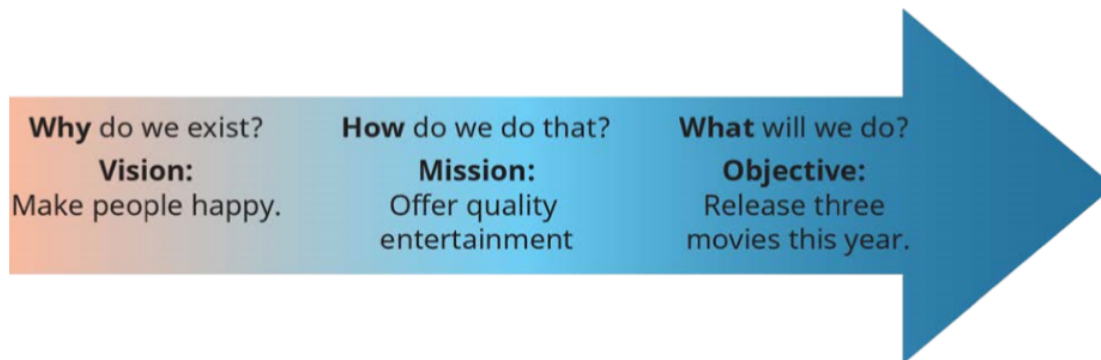 Why do we exist?
Vision:
Make people happy.
How do we do that?
Mission:
Offer quality
entertainment
What will we do?
Objective:
Release three
movies this year.